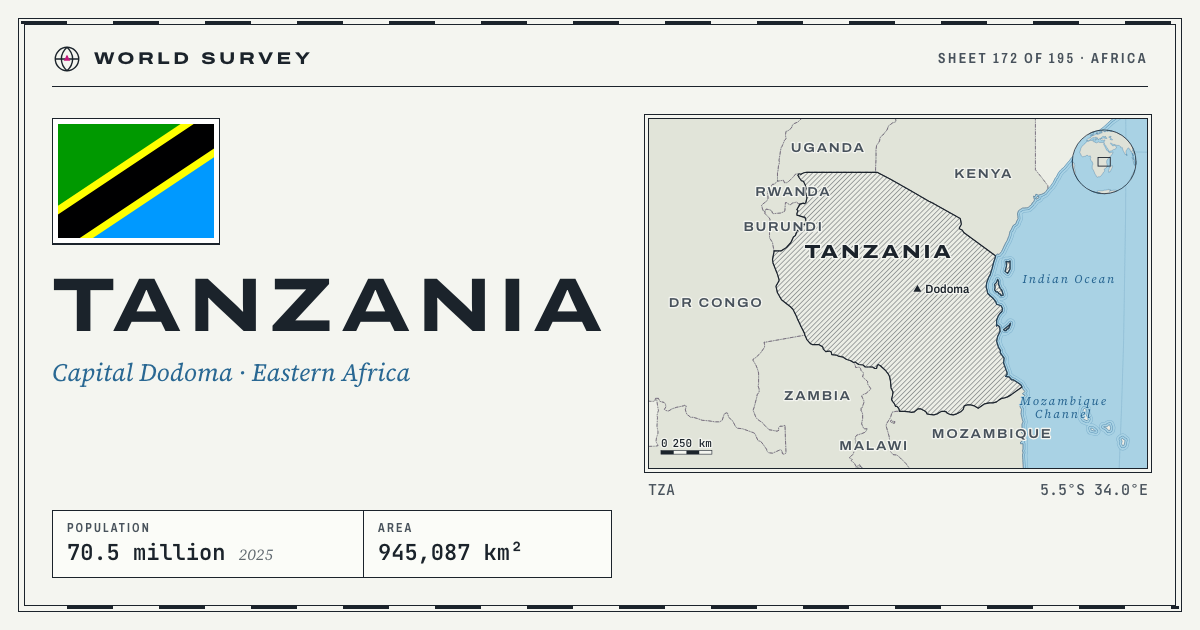 WORLD SURVEY
SHEET 172 OF 195 · AFRICA
TANZANIA
Capital Dodoma · Eastern Africa
POPULATION
70.5 million 2025
AREA
945,087 km²
UGANDA
KENYA
RWANDA
BURUNDI
TANZANIA
Indian Ocean
Dodoma
DR CONGO
ZAMBIA
Mozambique
Channel
MOZAMBIQUE
MALAWI
0 250 km
TZA
5.5°S 34.0°E